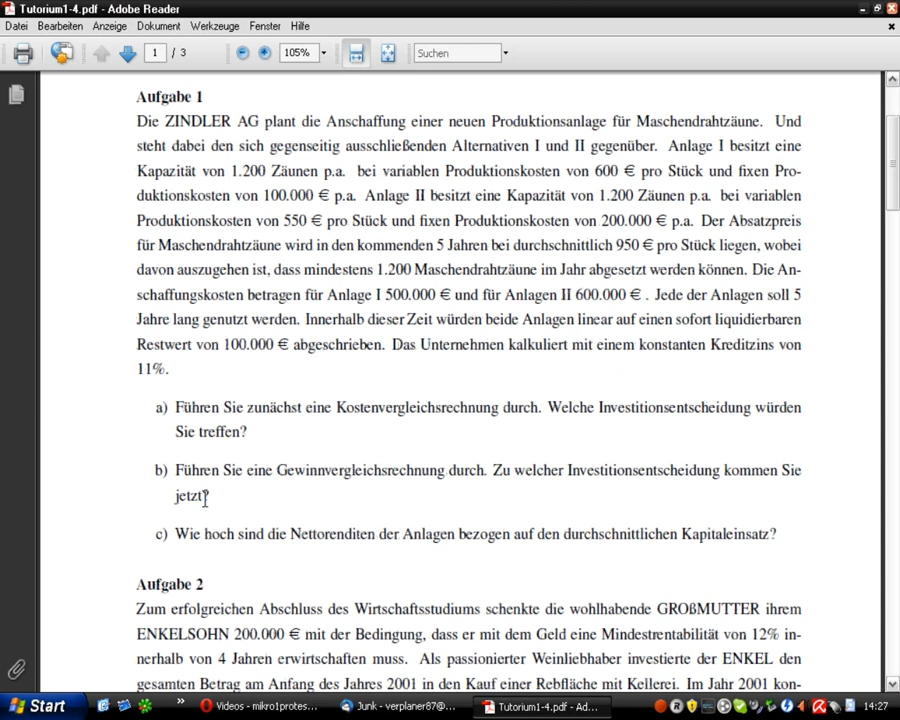 Tutorium1-4.pdf - Adobe Reader
Datei Bearbeiten Anzeige Dokument Werkzeuge Fenster Hilfe
1 / 3 105% Suchen
Aufgabe 1
Die ZINDLER AG plant die Anschaffung einer neuen Produktionsanlage für Maschendrahtzäune. Und
steht dabei den sich gegenseitig ausschließenden Alternativen I und II gegenüber. Anlage I besitzt eine
Kapazität von 1.200 Zäunen p.a. bei variablen Produktionskosten von 600 € pro Stück und fixen Pro-
duktionskosten von 100.000 € p.a. Anlage II besitzt eine Kapazität von 1.200 Zäunen p.a. bei variablen
Produktionskosten von 550 € pro Stück und fixen Produktionskosten von 200.000 € p.a. Der Absatzpreis
für Maschendrahtzäune wird in den kommenden 5 Jahren bei durchschnittlich 950 € pro Stück liegen, wobei
davon auszugehen ist, dass mindestens 1.200 Maschendrahtzäune im Jahr abgesetzt werden können. Die An-
schaffungskosten betragen für Anlage I 500.000 € und für Anlagen II 600.000 € . Jede der Anlagen soll 5
Jahre lang genutzt werden. Innerhalb dieser Zeit würden beide Anlagen linear auf einen sofort liquidierbaren
Restwert von 100.000 € abgeschrieben. Das Unternehmen kalkuliert mit einem konstanten Kreditzins von
11%.
a) Führen Sie zunächst eine Kostenvergleichsrechnung durch. Welche Investitionsentscheidung würden
Sie treffen?
b) Führen Sie eine Gewinnvergleichsrechnung durch. Zu welcher Investitionsentscheidung kommen Sie
jetzt?
c) Wie hoch sind die Nettorenditen der Anlagen bezogen auf den durchschnittlichen Kapitaleinsatz?
Aufgabe 2
Zum erfolgreichen Abschluss des Wirtschaftsstudiums schenkte die wohlhabende GROßMUTTER ihrem
ENKELSOHN 200.000 € mit der Bedingung, dass er mit dem Geld eine Mindestrentabilität von 12% in-
nerhalb von 4 Jahren erwirtschaften muss. Als passionierter Weinliebhaber investierte der ENKEL den
gesamten Betrag am Anfang des Jahres 2001 in den Kauf einer Rebfläche mit Kellerei. Im Jahr 2001 kon-
Start » Videos - mikro1protes... Junk - verplaner87@... Tutorium1-4.pdf - Ad... 14:27